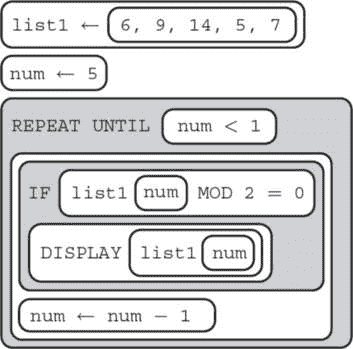 list1 ← 6, 9, 14, 5, 7
num ← 5
REPEAT UNTIL num < 1
IF list1 num MOD 2 = 0
DISPLAY list1 num
num ← num − 1